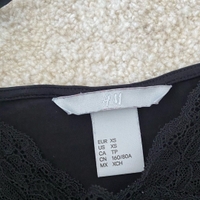 H&M
EUR XS
US XS
CA TP
CN 160/80A
MX XCH